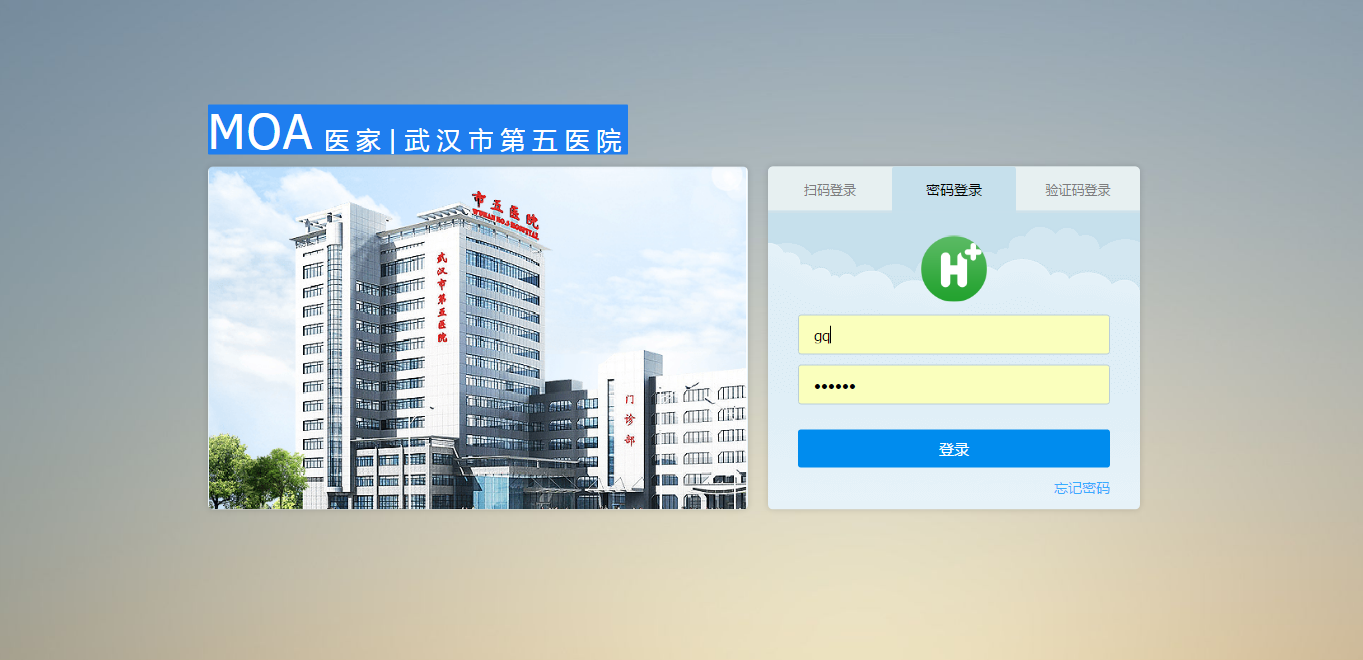 MOA 医家|武汉市第五医院
市五医院
WUHAN NO.5 HOSPITAL
武汉市第五医院
门诊部
扫码登录
密码登录
验证码登录
H+
gq
••••••
登录
忘记密码